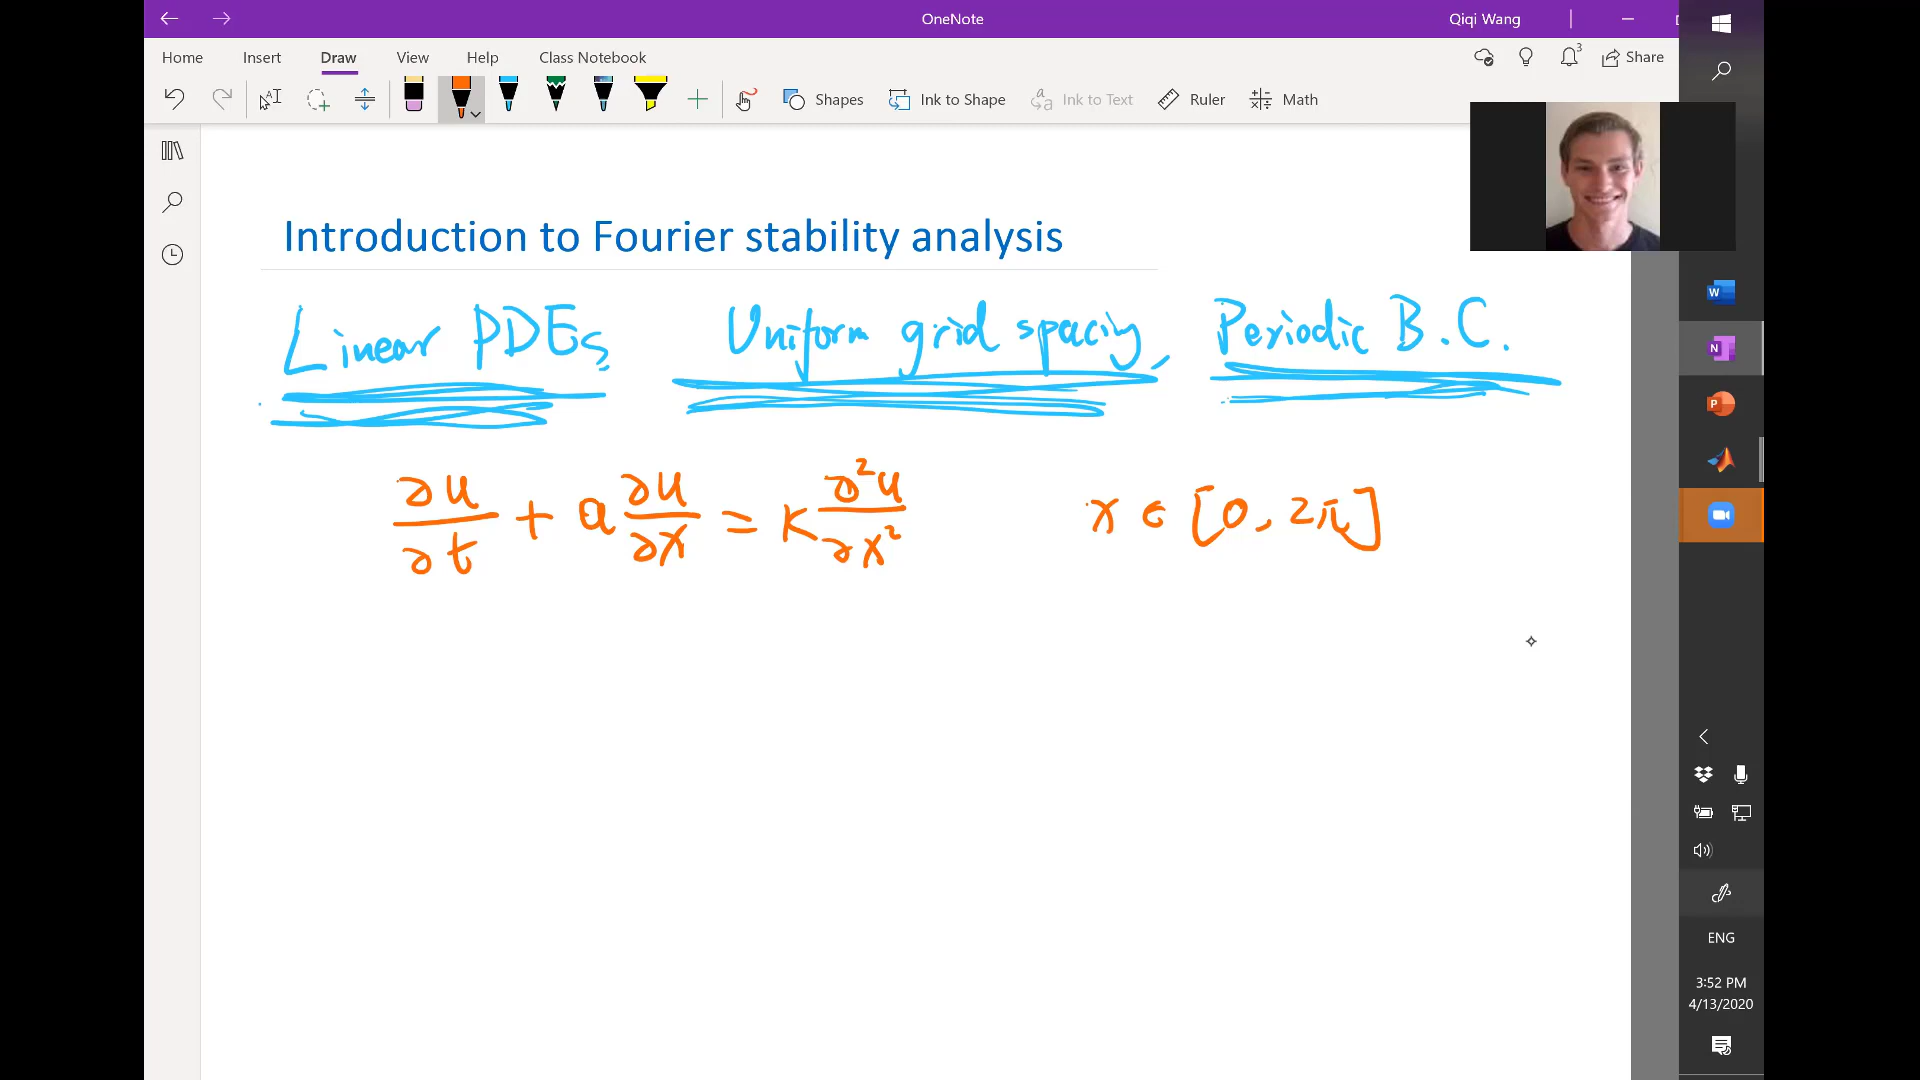 OneNote
Qiqi Wang
Home Insert Draw View Help Class Notebook
3 Share
Shapes Ink to Shape Ink to Text Ruler Math
Introduction to Fourier stability analysis
Linear PDEs Uniform grid spacing, Periodic B.C.
∂u/∂t + a ∂u/∂x = κ ∂²u/∂x² x ∈ [0, 2π]
ENG
3:52 PM
4/13/2020